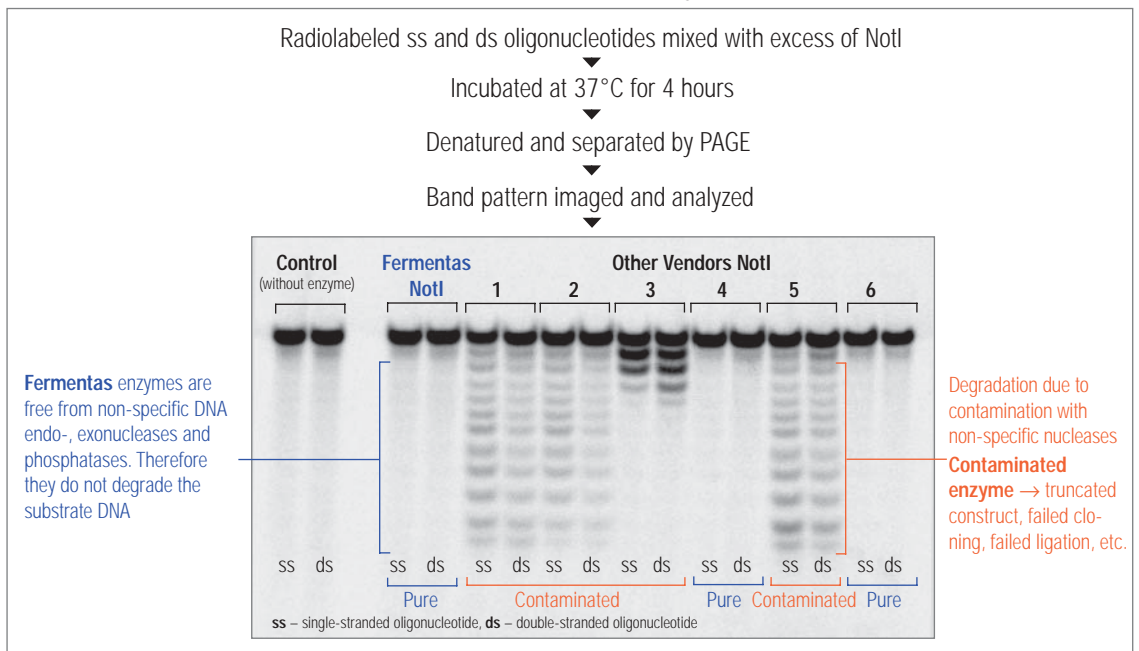 Radiolabeled ss and ds oligonucleotides mixed with excess of NotI
Incubated at 37°C for 4 hours
Denatured and separated by PAGE
Band pattern imaged and analyzed
Control
(without enzyme)
Fermentas
NotI
Other Vendors NotI
1 2 3 4 5 6
Fermentas enzymes are
free from non-specific DNA
endo-, exonucleases and
phosphatases. Therefore
they do not degrade the
substrate DNA
Degradation due to
contamination with
non-specific nucleases
Contaminated
enzyme → truncated
construct, failed clo-
ning, failed ligation, etc.
ss ds ss ds ss ds ss ds ss ds ss ds ss ds ss ds
Pure Contaminated Pure Contaminated Pure
ss – single-stranded oligonucleotide, ds – double-stranded oligonucleotide